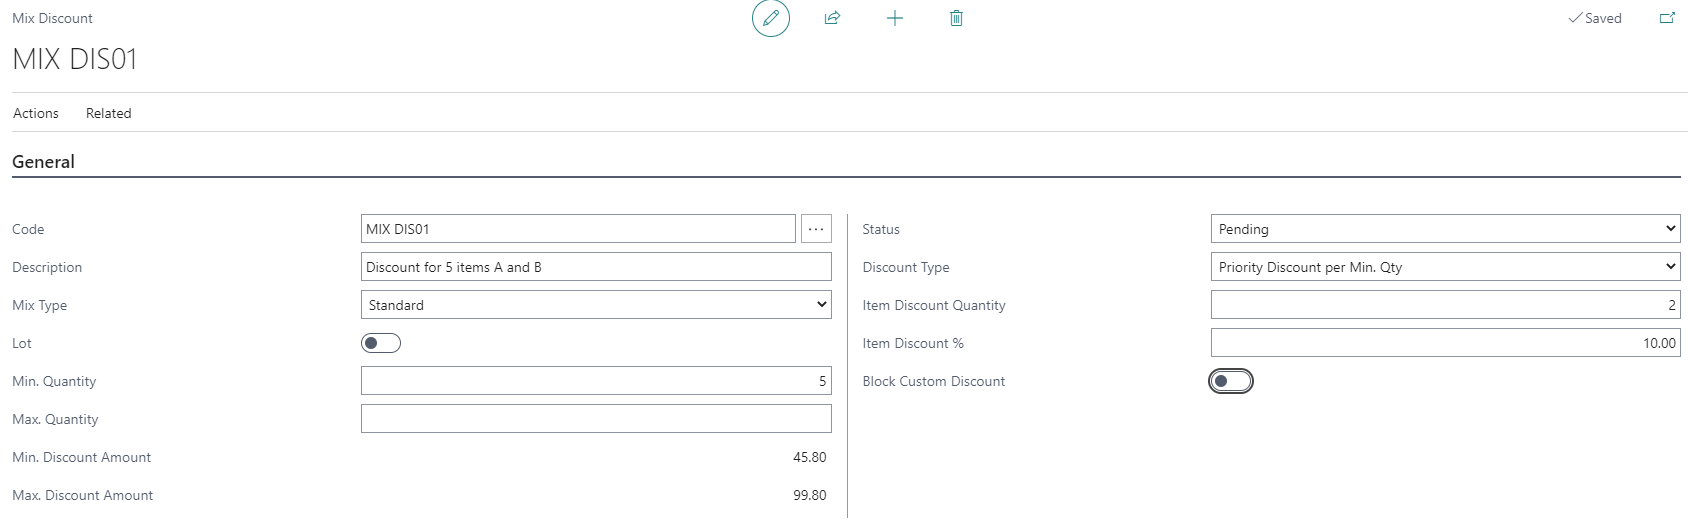 Mix Discount
Saved
MIX DIS01
Actions Related
General
Code MIX DIS01 ...
Description Discount for 5 items A and B
Mix Type Standard
Lot
Min. Quantity 5
Max. Quantity
Min. Discount Amount 45.80
Max. Discount Amount 99.80
Status Pending
Discount Type Priority Discount per Min. Qty
Item Discount Quantity 2
Item Discount % 10.00
Block Custom Discount